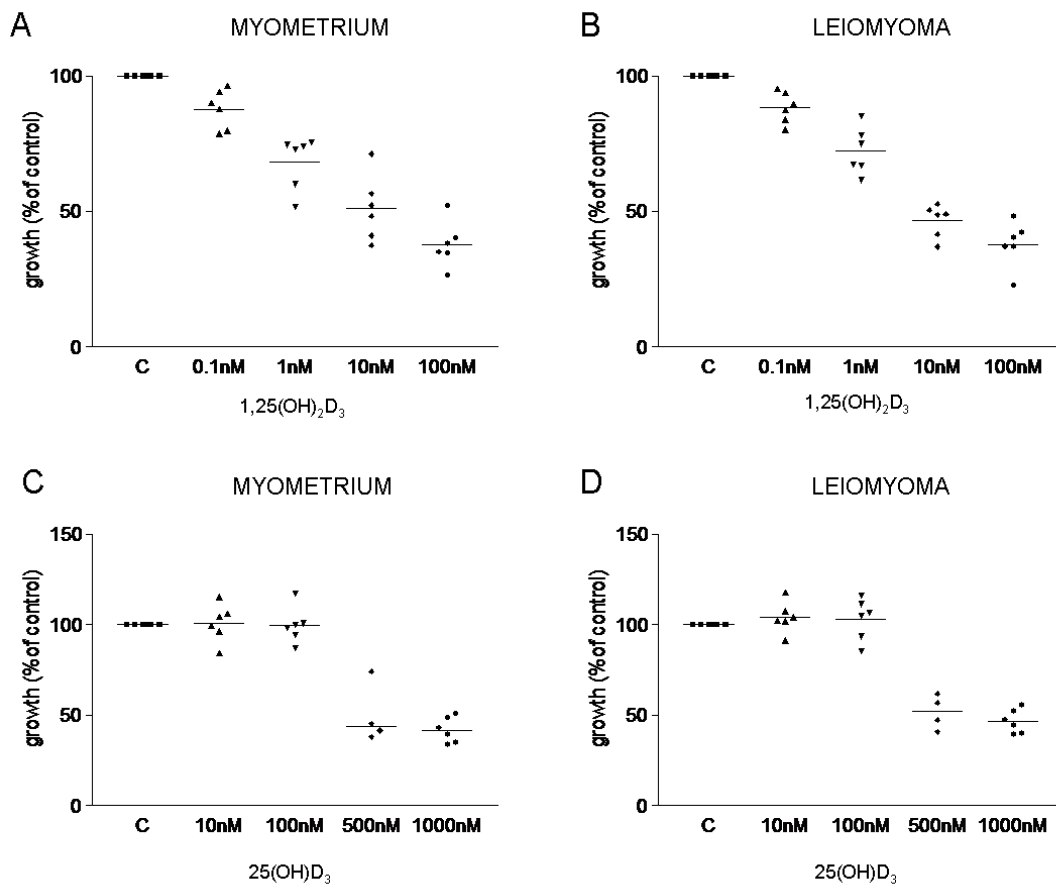 A
MYOMETRIUM
growth (% of control)
100
50
0
C 0.1nM 1nM 10nM 100nM
1,25(OH)₂D₃
B
LEIOMYOMA
growth (% of control)
100
50
0
C 0.1nM 1nM 10nM 100nM
1,25(OH)₂D₃
C
MYOMETRIUM
growth (% of control)
150
100
50
0
C 10nM 100nM 500nM 1000nM
25(OH)D₃
D
LEIOMYOMA
growth (% of control)
150
100
50
0
C 10nM 100nM 500nM 1000nM
25(OH)D₃